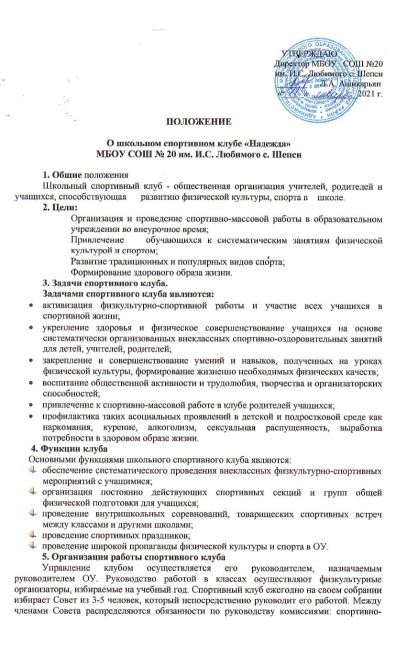 УТВЕРЖДАЮ
Директор МБОУ СОШ №20
им. И.С. Любимого с. Шепси
Т.А. Ашикарьян
2021 г.
ПОЛОЖЕНИЕ
О школьном спортивном клубе «Надежда»
МБОУ СОШ № 20 им. И.С. Любимого с. Шепси
1. Общие положения
Школьный спортивный клуб - общественная организация учителей, родителей и
учащихся, способствующая развитию физической культуры, спорта в школе.
2. Цели:
Организация и проведение спортивно-массовой работы в образовательном
учреждении во внеурочное время;
Привлечение обучающихся к систематическим занятиям физической
культурой и спортом;
Развитие традиционных и популярных видов спорта;
Формирование здорового образа жизни.
3. Задачи спортивного клуба.
Задачами спортивного клуба являются:
• активизация физкультурно-спортивной работы и участие всех учащихся в
спортивной жизни;
• укрепление здоровья и физическое совершенствование учащихся на основе
систематически организованных внеклассных спортивно-оздоровительных занятий
для детей, учителей, родителей;
• закрепление и совершенствование умений и навыков, полученных на уроках
физической культуры, формирование жизненно необходимых физических качеств;
• воспитание общественной активности и трудолюбия, творчества и организаторских
способностей;
• привлечение к спортивно-массовой работе в клубе родителей учащихся;
• профилактика таких асоциальных проявлений в детской и подростковой среде как
наркомания, курение, алкоголизм, сексуальная распущенность, выработка
потребности в здоровом образе жизни.
4. Функции клуба
Основными функциями школьного спортивного клуба являются:
обеспечение систематического проведения внеклассных физкультурно-спортивных
мероприятий с учащимися;
организация постоянно действующих спортивных секций и групп общей
физической подготовки для учащихся;
проведение внутришкольных соревнований, товарищеских спортивных встреч
между классами и другими школами;
проведение спортивных праздников;
проведение широкой пропаганды физической культуры и спорта в ОУ.
5. Организация работы спортивного клуба
Управление клубом осуществляется его руководителем, назначаемым
руководителем ОУ. Руководство работой в классах осуществляют физкультурные
организаторы, избираемые на учебный год. Спортивный клуб ежегодно на своем собрании
избирает Совет из 3-5 человек, который непосредственно руководит его работой. Между
членами Совета распределяются обязанности по руководству комиссиями: спортивно-